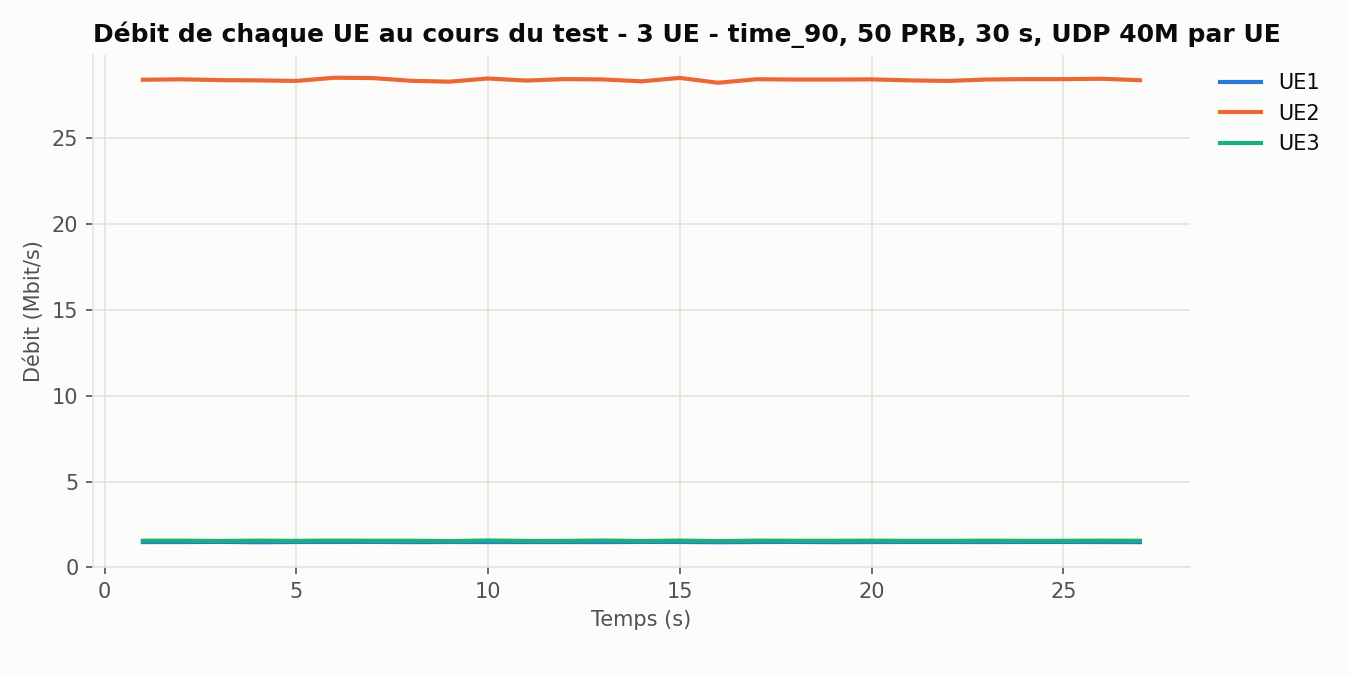 Débit de chaque UE au cours du test - 3 UE - time_90, 50 PRB, 30 s, UDP 40M par UE
UE1
UE2
UE3
Débit (Mbit/s)
25
20
15
10
5
0
0 5 10 15 20 25
Temps (s)